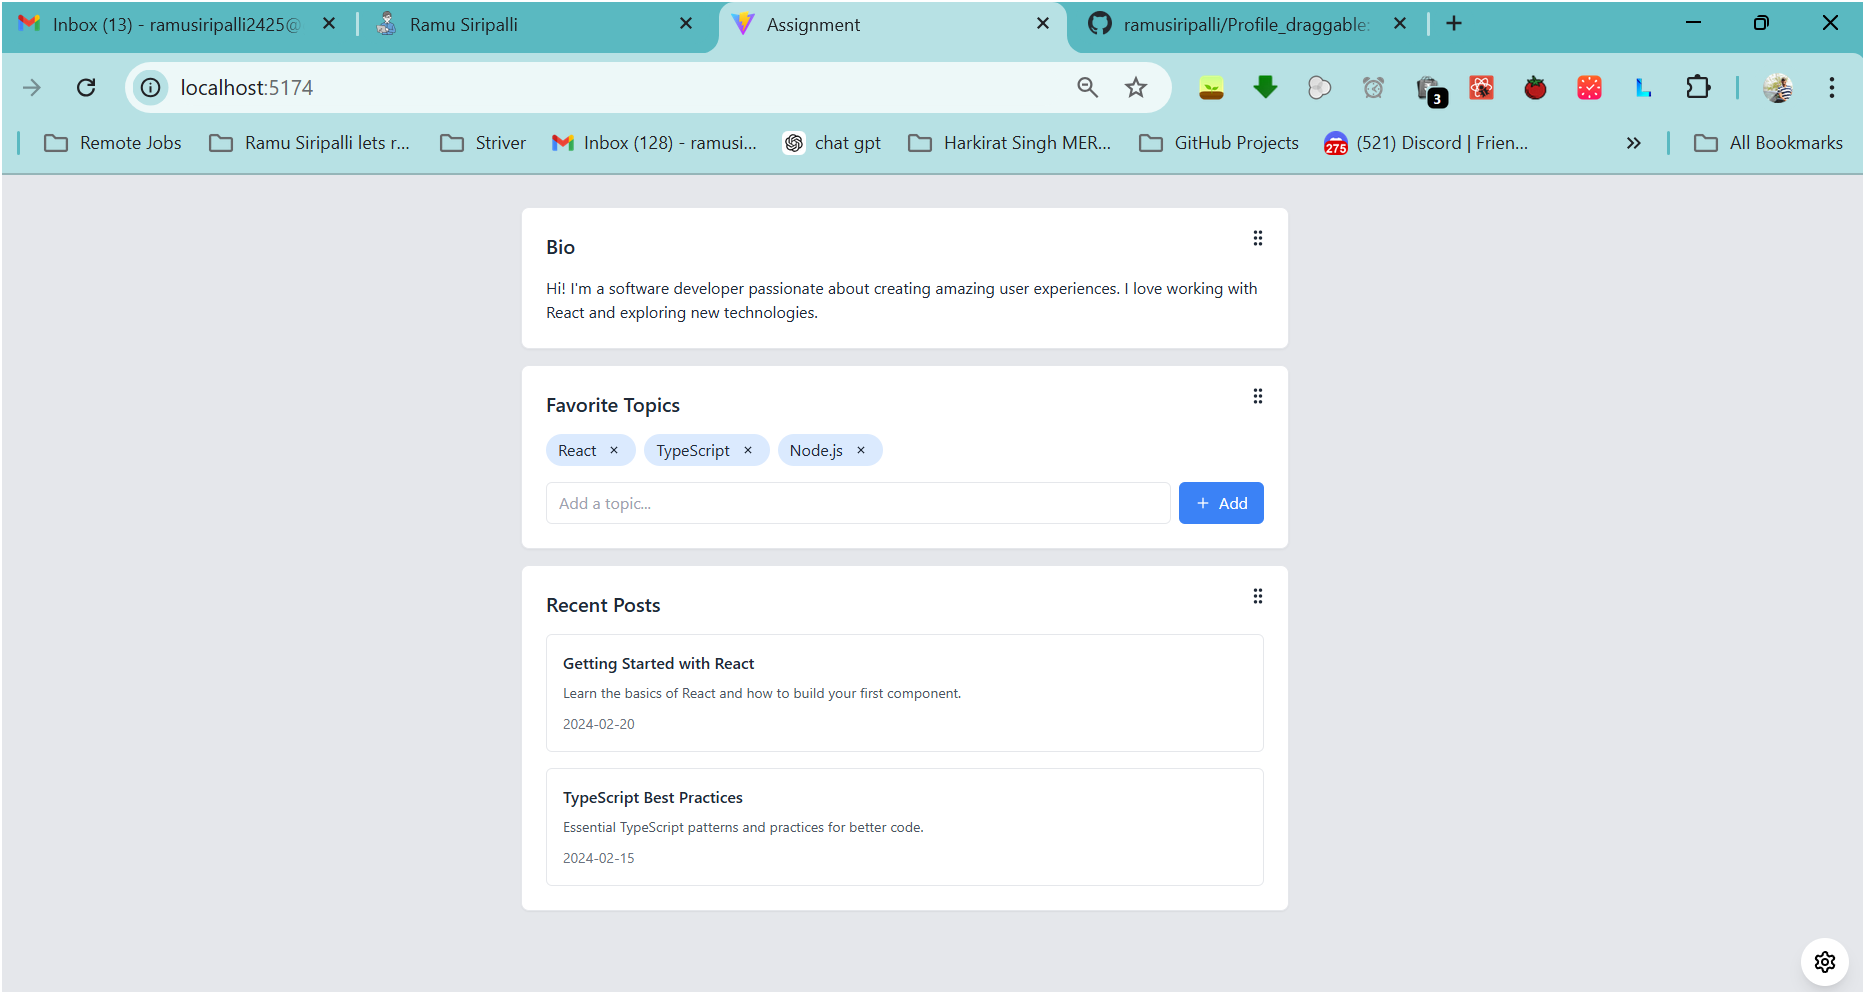 Inbox (13) - ramusiripalli2425@
Ramu Siripalli
Assignment
ramusiripalli/Profile_draggable:
localhost:5174
3
Remote Jobs
Ramu Siripalli lets r...
Striver
Inbox (128) - ramusi...
chat gpt
Harkirat Singh MER...
GitHub Projects
275
(521) Discord | Frien...
All Bookmarks
Bio
Hi! I'm a software developer passionate about creating amazing user experiences. I love working with
React and exploring new technologies.
Favorite Topics
React
TypeScript
Node.js
Add a topic...
+ Add
Recent Posts
Getting Started with React
Learn the basics of React and how to build your first component.
2024-02-20
TypeScript Best Practices
Essential TypeScript patterns and practices for better code.
2024-02-15